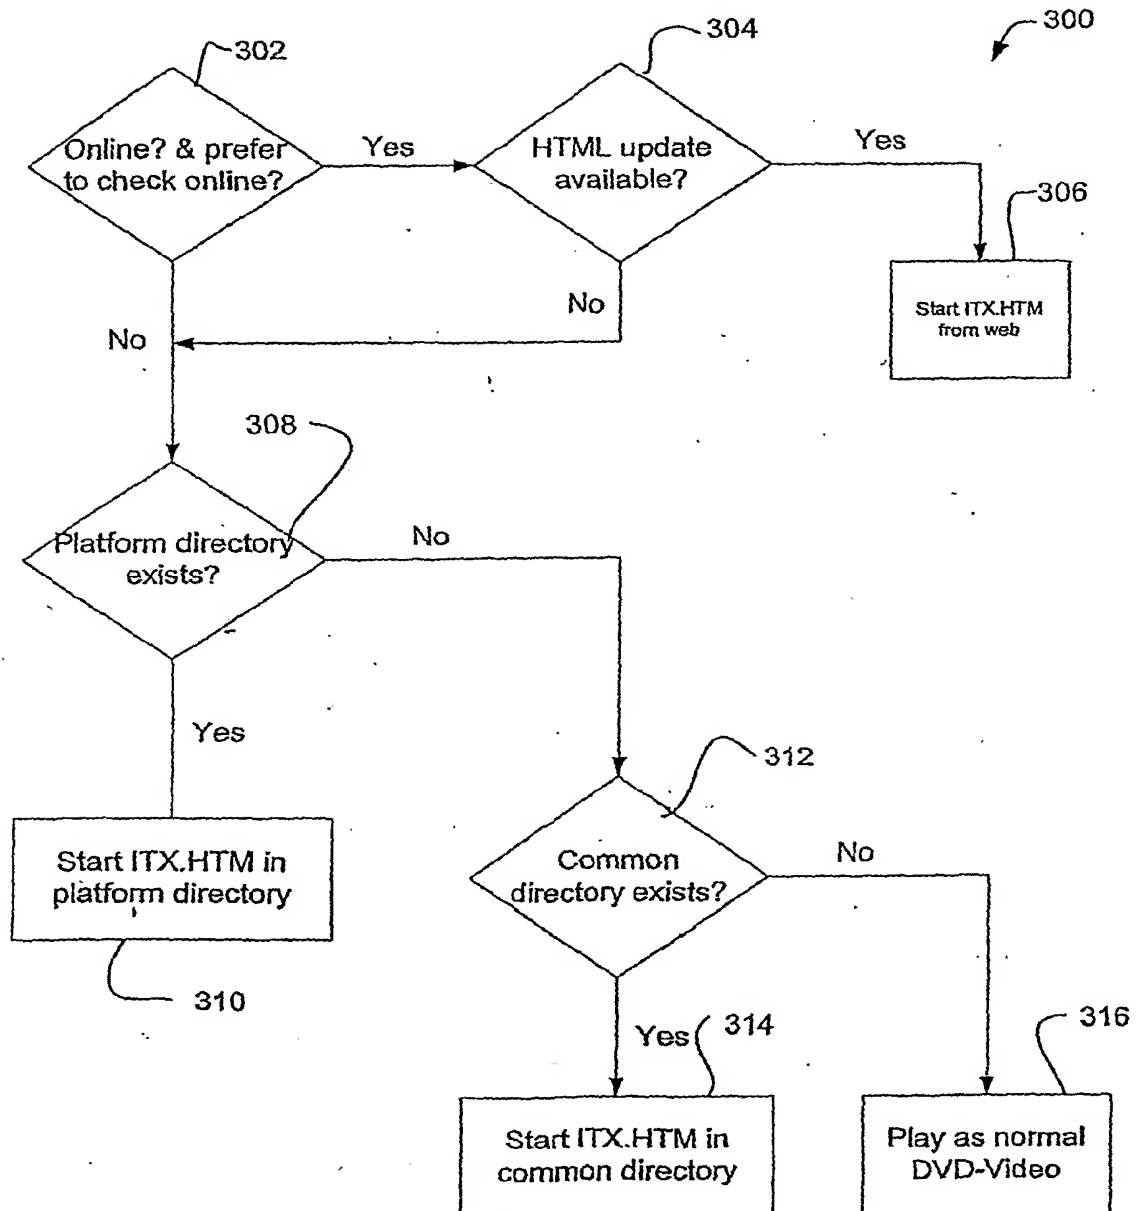 302
304
300
Online? & prefer
to check online?
Yes
HTML update
available?
Yes
306
Start ITX.HTM
from web
No
No
308
Platform directory
exists?
No
Yes
312
Start ITX.HTM in
platform directory
Common
directory exists?
No
310
Yes
314
316
Start ITX.HTM in
common directory
Play as normal
DVD-Video